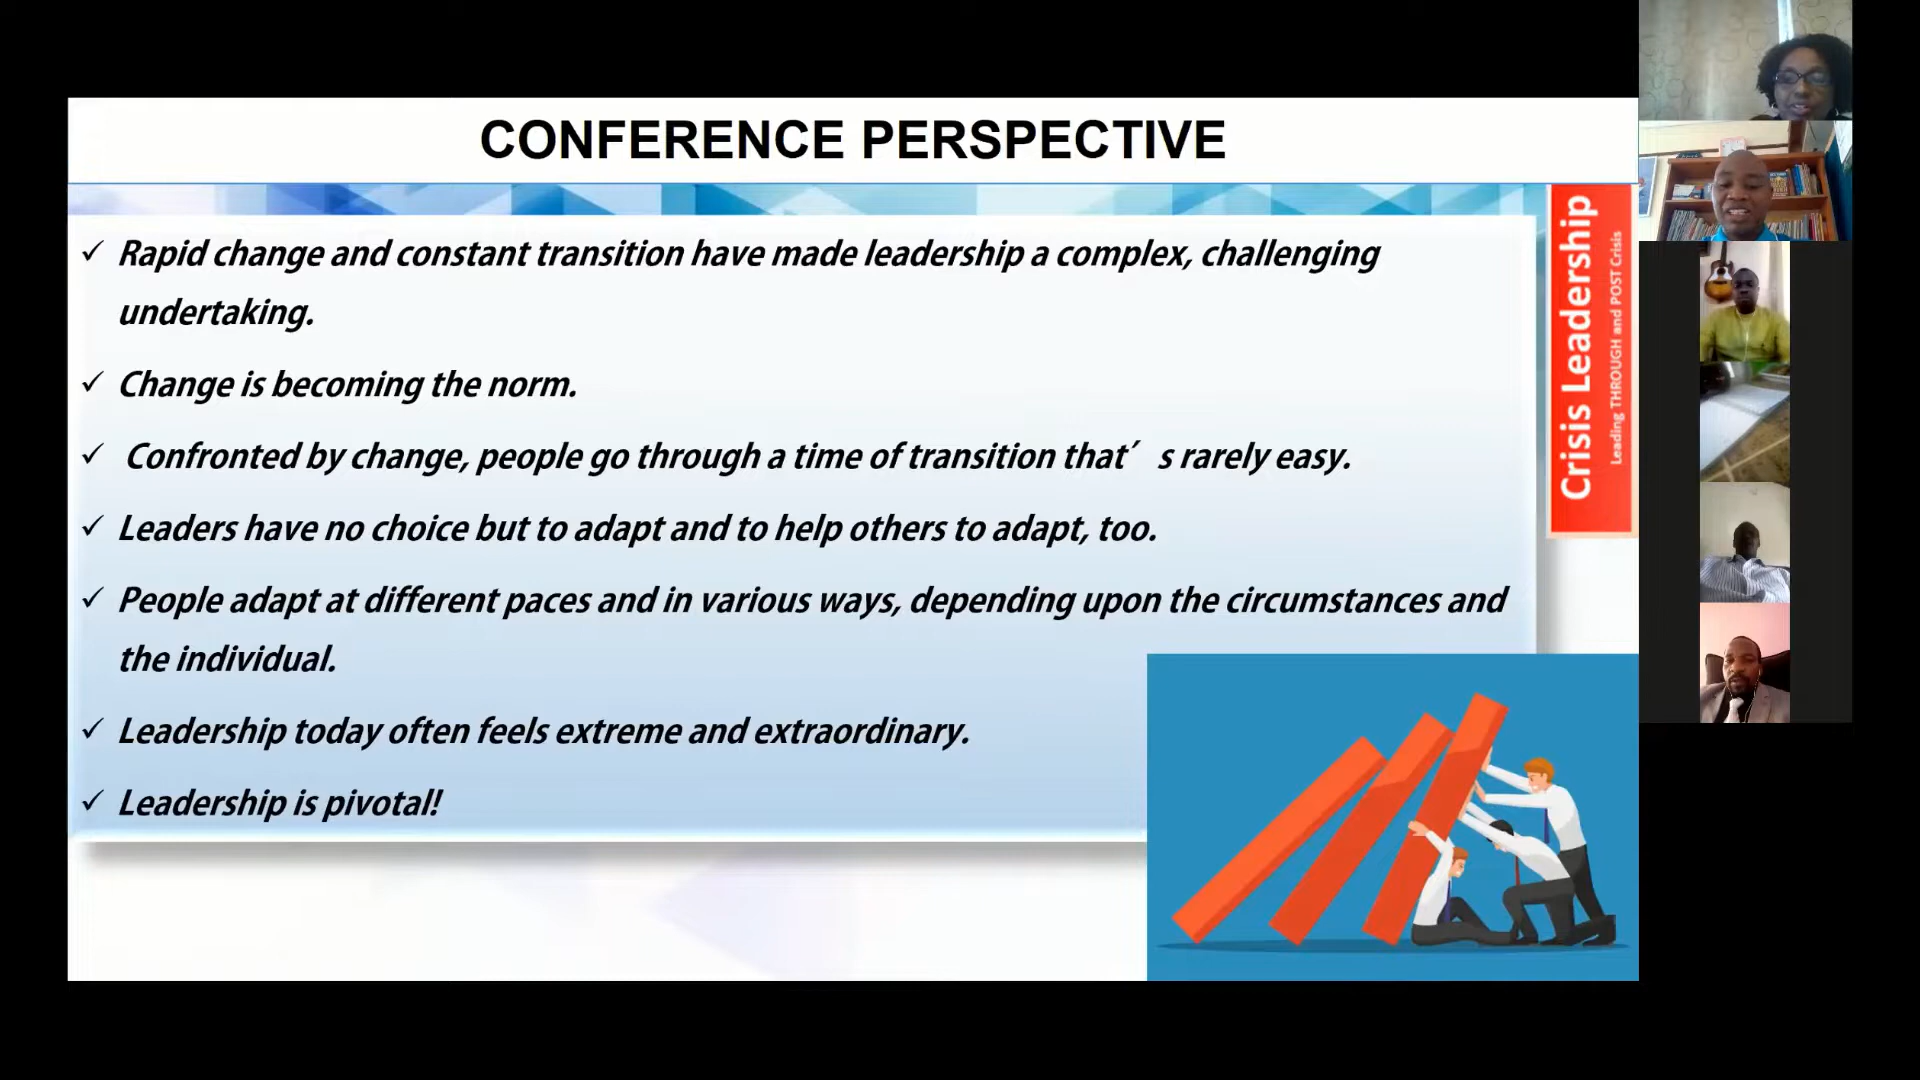 CONFERENCE PERSPECTIVE
✓ Rapid change and constant transition have made leadership a complex, challenging
undertaking.
✓ Change is becoming the norm.
✓ Confronted by change, people go through a time of transition that′ s rarely easy.
✓ Leaders have no choice but to adapt and to help others to adapt, too.
✓ People adapt at different paces and in various ways, depending upon the circumstances and
the individual.
✓ Leadership today often feels extreme and extraordinary.
✓ Leadership is pivotal!
Crisis Leadership
Leading THROUGH and POST Crisis